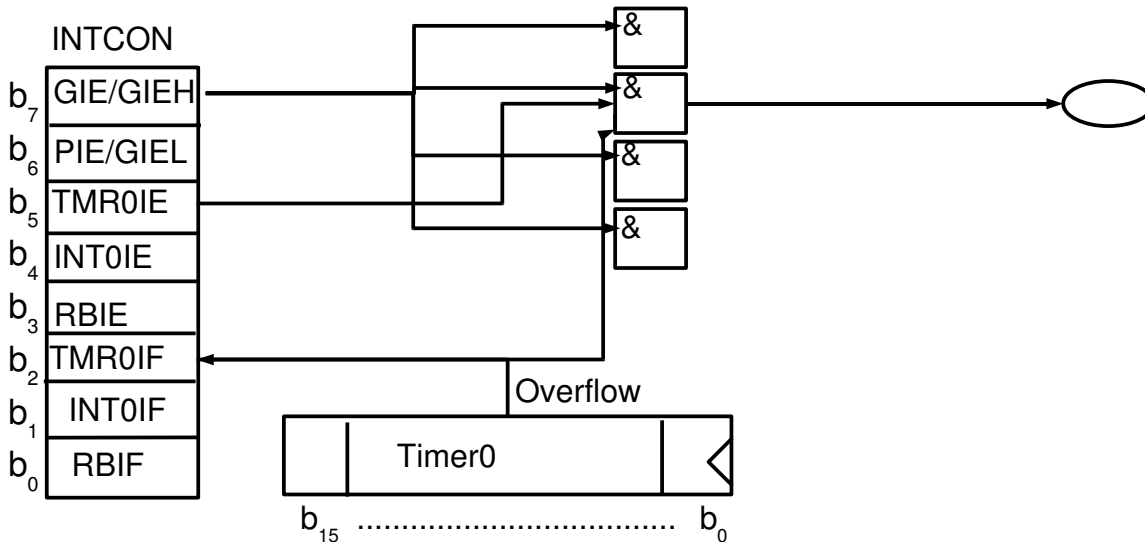 INTCON
&
b7 GIE/GIEH
&
b6 PIE/GIEL
&
b5 TMR0IE
&
b4 INT0IE
b3 RBIE
b2 TMR0IF
Overflow
b1 INT0IF
b0 RBIF
Timer0
b15 ................................... b0